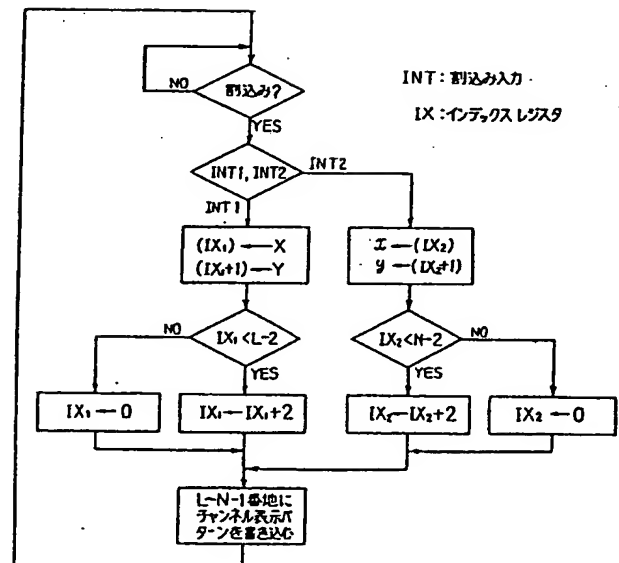 割込み?
NO
YES
INT:割込み入力
IX:インデックスレジスタ
INT1,INT2
INT2
INT1
(IX₁)←X
(IX₁+1)←Y
x←(IX₂)
y←(IX₂+1)
IX₁<L-2
NO
YES
IX₂<N-2
NO
YES
IX₁←0
IX₁←IX₁+2
IX₂←IX₂+2
IX₂←0
L~N-1番地に
チャンネル表示パ
ターンを書き込む